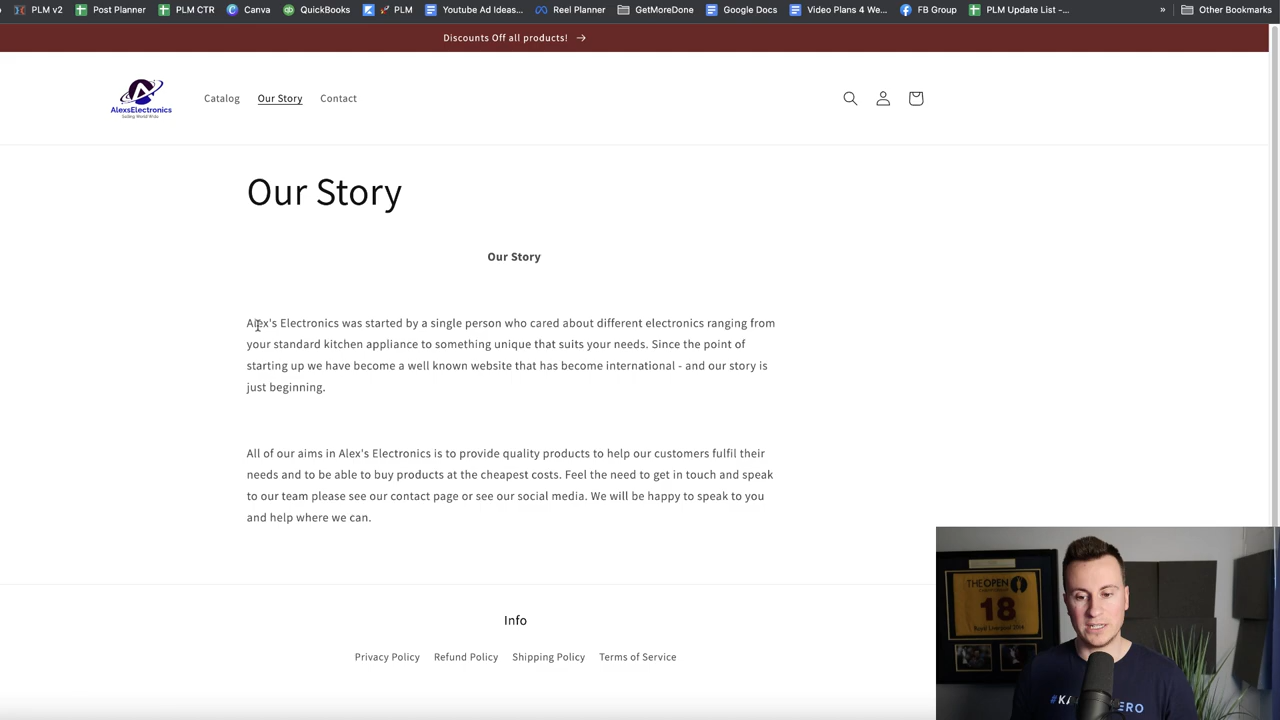 PLM v2 Post Planner PLM CTR Canva QuickBooks PLM Youtube Ad Ideas... Reel Planner GetMoreDone Google Docs Video Plans 4 We... FB Group PLM Update List -... » Other Bookmarks
Discounts Off all products! →
AlexsElectronics
Selling World Wide
Catalog Our Story Contact
Our Story
Our Story
Alex's Electronics was started by a single person who cared about different electronics ranging from
your standard kitchen appliance to something unique that suits your needs. Since the point of
starting up we have become a well known website that has become international - and our story is
just beginning.
All of our aims in Alex's Electronics is to provide quality products to help our customers fulfil their
needs and to be able to buy products at the cheapest costs. Feel the need to get in touch and speak
to our team please see our contact page or see our social media. We will be happy to speak to you
and help where we can.
Info
Privacy Policy Refund Policy Shipping Policy Terms of Service
THE OPEN
18